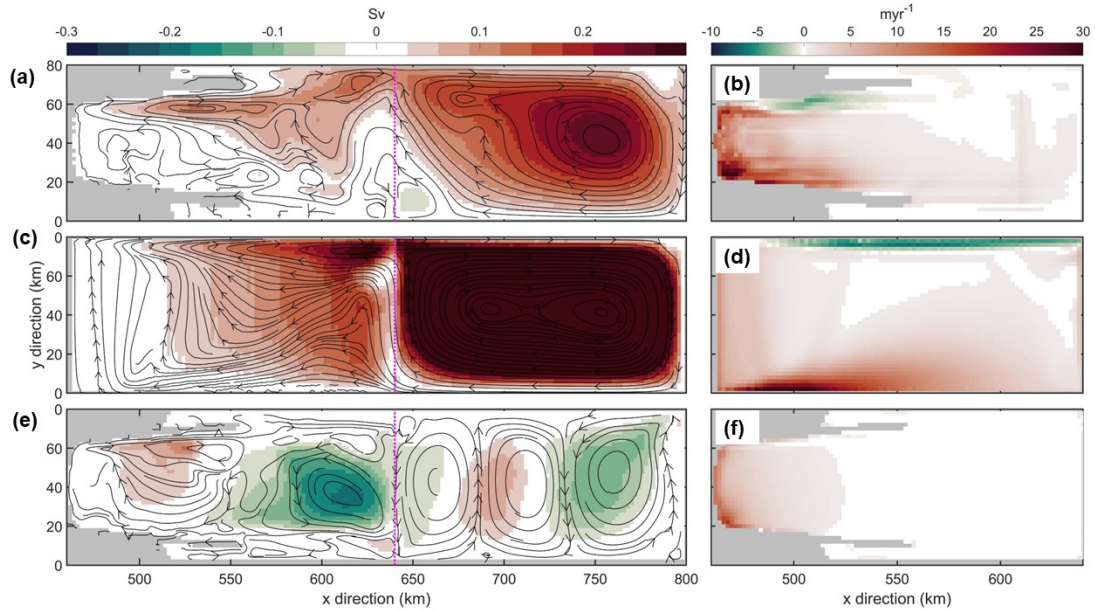 Sv
myr-1
-0.3 -0.2 -0.1 0 0.1 0.2
-10 -5 0 5 10 15 20 25 30
(a)
80
60
40
20
0
(b)
(c)
y direction (km)
60
40
20
0
(d)
(e)
60
40
20
0
500 550 600 650 700 750 800
x direction (km)
(f)
500 550 600
x direction (km)